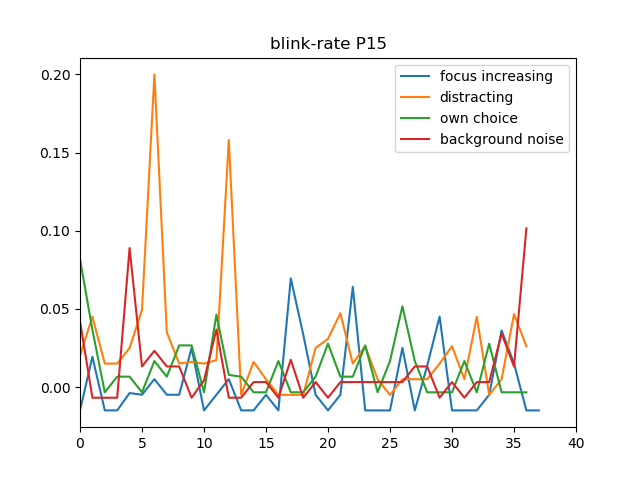 blink-rate P15
focus increasing
distracting
own choice
background noise
0.20
0.15
0.10
0.05
0.00
0 5 10 15 20 25 30 35 40